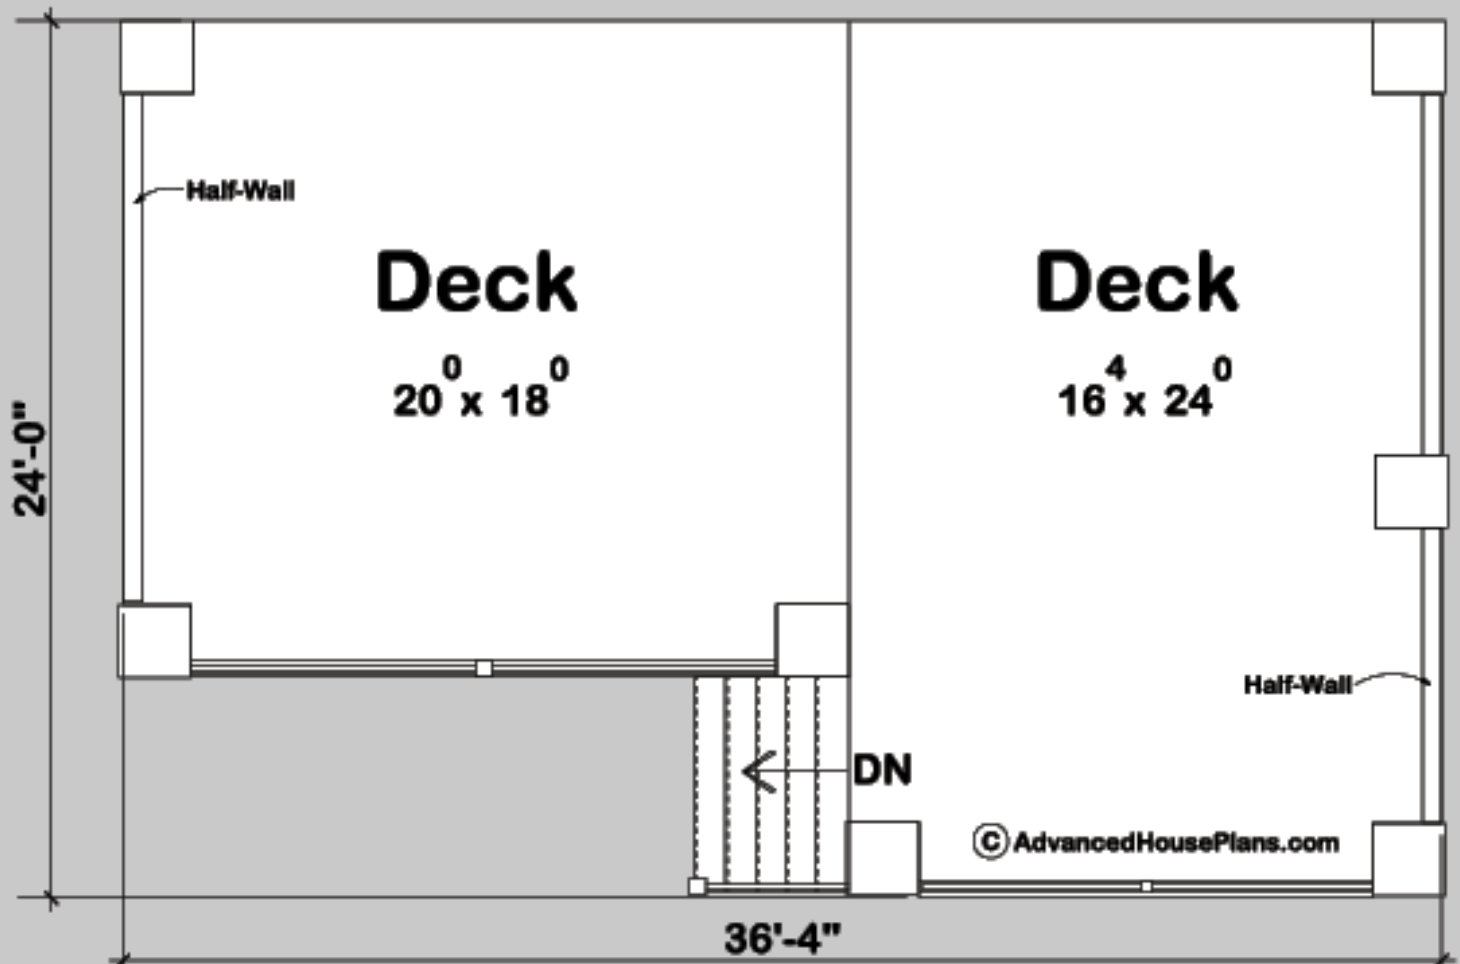 Half-Wall
Deck
20⁰ x 18⁰
Deck
16⁴ x 24⁰
24'-0"
Half-Wall
DN
© AdvancedHousePlans.com
36'-4"